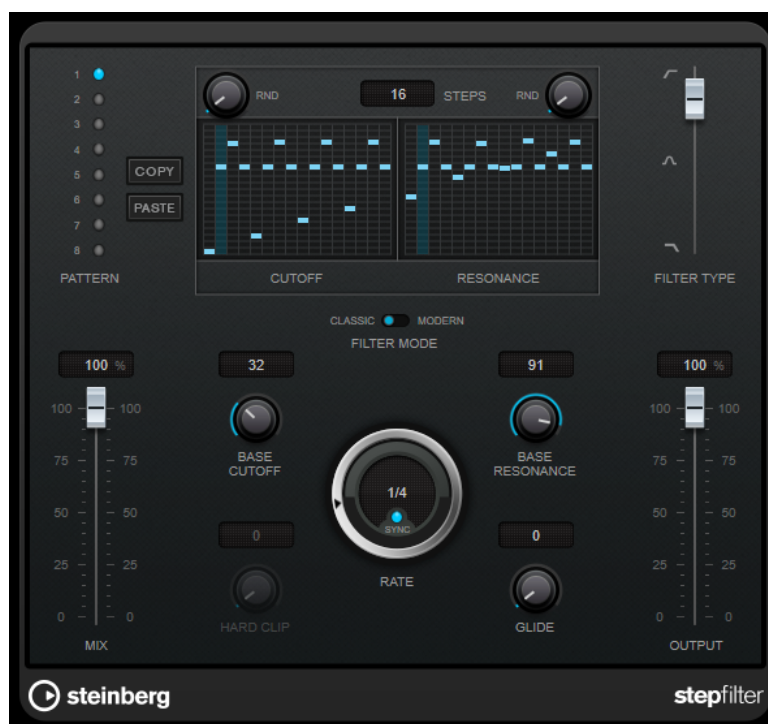 1
2
3
4
5
6
7
8
PATTERN
COPY
PASTE
RND
16 STEPS
RND
CUTOFF
RESONANCE
FILTER TYPE
CLASSIC MODERN
FILTER MODE
100 %
32
91
100 %
100 100
75 75
50 50
25 25
0 0
MIX
BASE
CUTOFF
0
HARD CLIP
1/4
SYNC
RATE
BASE
RESONANCE
0
GLIDE
100 100
75 75
50 50
25 25
0 0
OUTPUT
steinberg
stepfilter